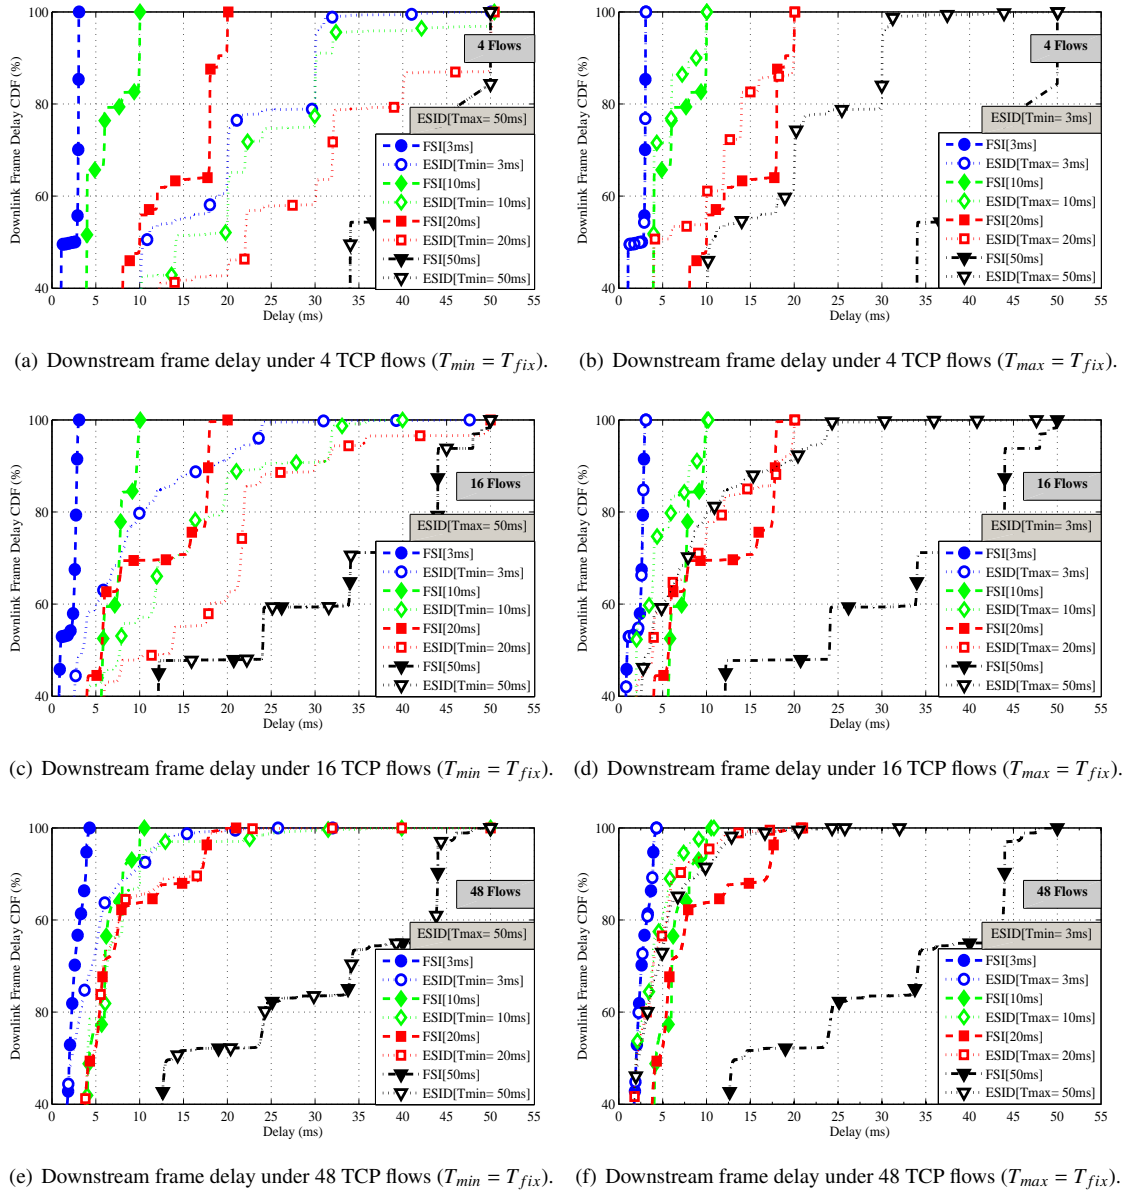 100
80
60
40
0 5 10 15 20 25 30 35 40 45 50 55
Delay (ms)
Downlink Frame Delay CDF (%)
4 Flows
ESID[Tmax= 50ms]
FSI[3ms]
ESID[Tmin= 3ms]
FSI[10ms]
ESID[Tmin= 10ms]
FSI[20ms]
ESID[Tmin= 20ms]
FSI[50ms]
ESID[Tmin= 50ms]
(a) Downstream frame delay under 4 TCP flows (Tmin = Tfix).
100
80
60
40
0 5 10 15 20 25 30 35 40 45 50 55
Delay (ms)
Downlink Frame Delay CDF (%)
4 Flows
ESID[Tmin= 3ms]
FSI[3ms]
ESID[Tmax= 3ms]
FSI[10ms]
ESID[Tmax= 10ms]
FSI[20ms]
ESID[Tmax= 20ms]
FSI[50ms]
ESID[Tmax= 50ms]
(b) Downstream frame delay under 4 TCP flows (Tmax = Tfix).
100
80
60
40
0 5 10 15 20 25 30 35 40 45 50 55
Delay (ms)
Downlink Frame Delay CDF (%)
16 Flows
ESID[Tmax= 50ms]
FSI[3ms]
ESID[Tmin= 3ms]
FSI[10ms]
ESID[Tmin= 10ms]
FSI[20ms]
ESID[Tmin= 20ms]
FSI[50ms]
ESID[Tmin= 50ms]
(c) Downstream frame delay under 16 TCP flows (Tmin = Tfix).
100
80
60
40
0 5 10 15 20 25 30 35 40 45 50 55
Delay (ms)
Downlink Frame Delay CDF (%)
16 Flows
ESID[Tmin= 3ms]
FSI[3ms]
ESID[Tmax= 3ms]
FSI[10ms]
ESID[Tmax= 10ms]
FSI[20ms]
ESID[Tmax= 20ms]
FSI[50ms]
ESID[Tmax= 50ms]
(d) Downstream frame delay under 16 TCP flows (Tmax = Tfix).
100
60
80
40
0 5 10 15 20 25 30 35 40 45 50 55
Delay (ms)
Downlink Frame Delay CDF (%)
48 Flows
ESID[Tmax= 50ms]
FSI[3ms]
ESID[Tmin= 3ms]
FSI[10ms]
ESID[Tmin= 10ms]
FSI[20ms]
ESID[Tmin= 20ms]
FSI[50ms]
ESID[Tmin= 50ms]
(e) Downstream frame delay under 48 TCP flows (Tmin = Tfix).
100
60
80
40
0 5 10 15 20 25 30 35 40 45 50 55
Delay (ms)
Downlink Frame Delay CDF (%)
48 Flows
ESID[Tmin= 3ms]
FSI[3ms]
ESID[Tmax= 3ms]
FSI[10ms]
ESID[Tmax= 10ms]
FSI[20ms]
ESID[Tmax= 20ms]
FSI[50ms]
ESID[Tmax= 50ms]
(f) Downstream frame delay under 48 TCP flows (Tmax = Tfix).